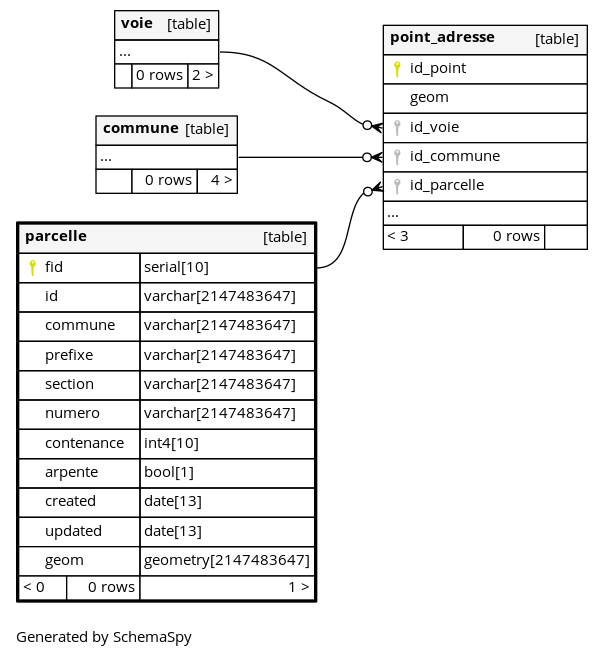 voie [table]
...
0 rows 2 >
commune [table]
...
0 rows 4 >
point_adresse [table]
id_point
geom
id_voie
id_commune
id_parcelle
...
< 3 0 rows
parcelle [table]
fid serial[10]
id varchar[2147483647]
commune varchar[2147483647]
prefixe varchar[2147483647]
section varchar[2147483647]
numero varchar[2147483647]
contenance int4[10]
arpente bool[1]
created date[13]
updated date[13]
geom geometry[2147483647]
< 0 0 rows 1 >
Generated by SchemaSpy